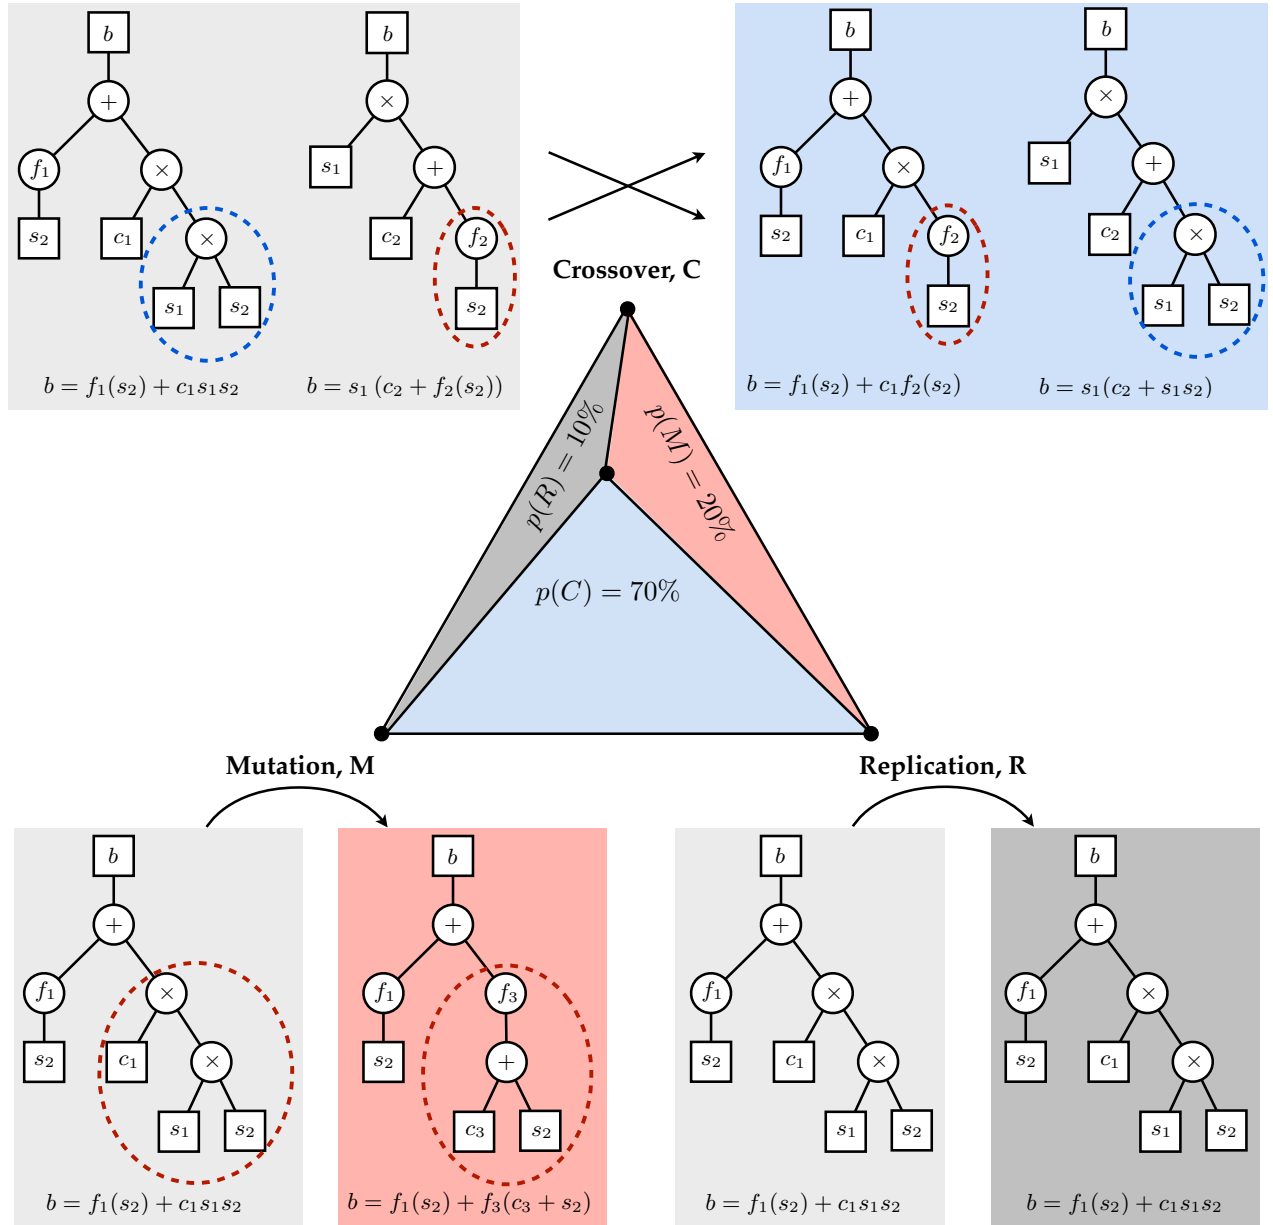 b b b b
+ × + ×
f₁ × s₁ + f₁ × s₁ +
s₂ c₁ × c₂ f₂ s₂ c₁ f₂ c₂ ×
s₁ s₂ s₂ s₂ s₁ s₂
Crossover, C
b = f₁(s₂) + c₁s₁s₂ b = s₁ (c₂ + f₂(s₂)) b = f₁(s₂) + c₁f₂(s₂) b = s₁(c₂ + s₁s₂)
p(R) = 10%
p(M) = 20%
p(C) = 70%
Mutation, M Replication, R
b b b b
+ + + +
f₁ × f₁ f₃ f₁ × f₁ ×
s₂ c₁ × s₂ + s₂ c₁ × s₂ c₁ ×
s₁ s₂ c₃ s₂ s₁ s₂ s₁ s₂
b = f₁(s₂) + c₁s₁s₂ b = f₁(s₂) + f₃(c₃ + s₂) b = f₁(s₂) + c₁s₁s₂ b = f₁(s₂) + c₁s₁s₂